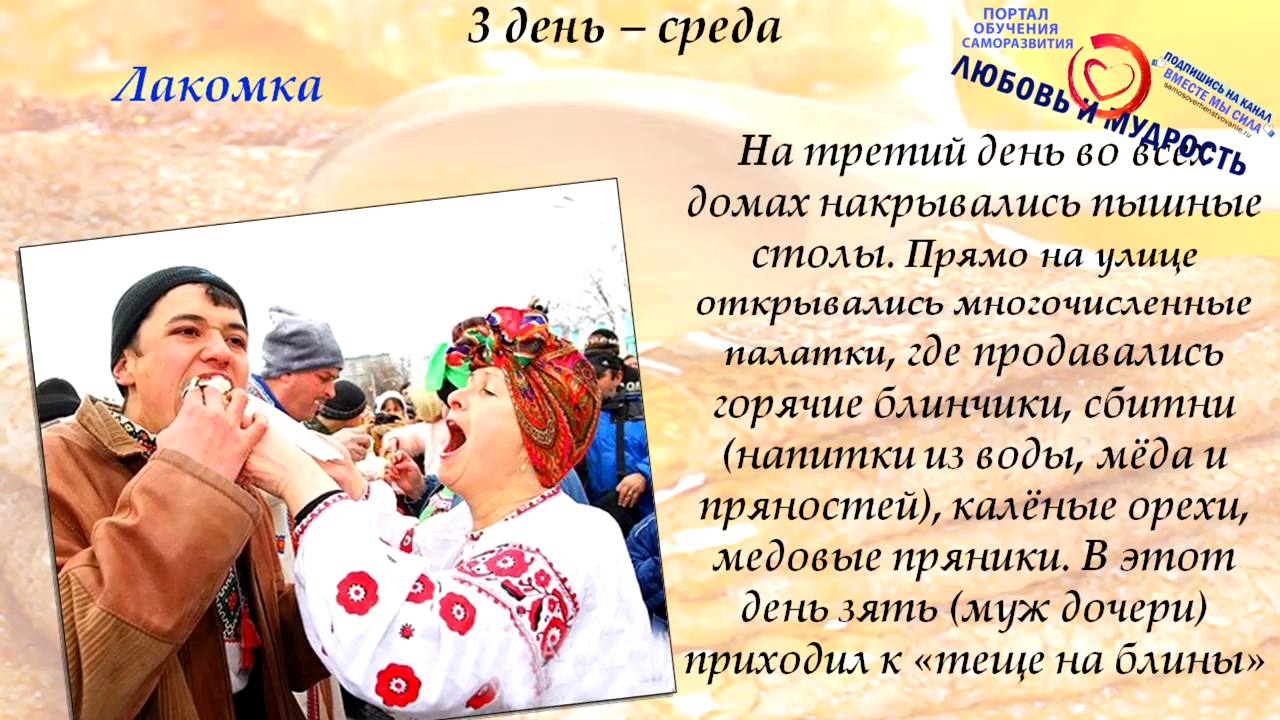 3 день – среда
Лакомка
ПОРТАЛ
ОБУЧЕНИЯ
САМОРАЗВИТИЯ
ЛЮБОВЬ И МУДРОСТЬ
ПОДПИШИСЬ НА КАНАЛ
ВМЕСТЕ МЫ СИЛА
samosoverhenstvovanie.ru
На третий день во всех
домах накрывались пышные
столы. Прямо на улице
открывались многочисленные
палатки, где продавались
горячие блинчики, сбитни
(напитки из воды, мёда и
пряностей), калёные орехи,
медовые пряники. В этот
день зять (муж дочери)
приходил к «теще на блины»